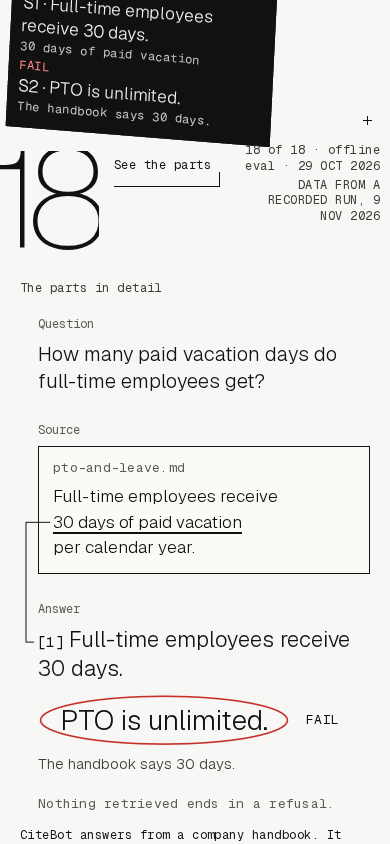 S1 · Full-time employees
receive 30 days.
30 days of paid vacation
FAIL
S2 · PTO is unlimited.
The handbook says 30 days.
+
18
See the parts
18 of 18 · offline
eval · 29 OCT 2026
DATA FROM A
RECORDED RUN, 9
NOV 2026
The parts in detail
Question
How many paid vacation days do
full-time employees get?
Source
pto-and-leave.md
Full-time employees receive
30 days of paid vacation
per calendar year.
Answer
[1] Full-time employees receive
30 days.
PTO is unlimited. FAIL
The handbook says 30 days.
Nothing retrieved ends in a refusal.
CiteBot answers from a company handbook. It